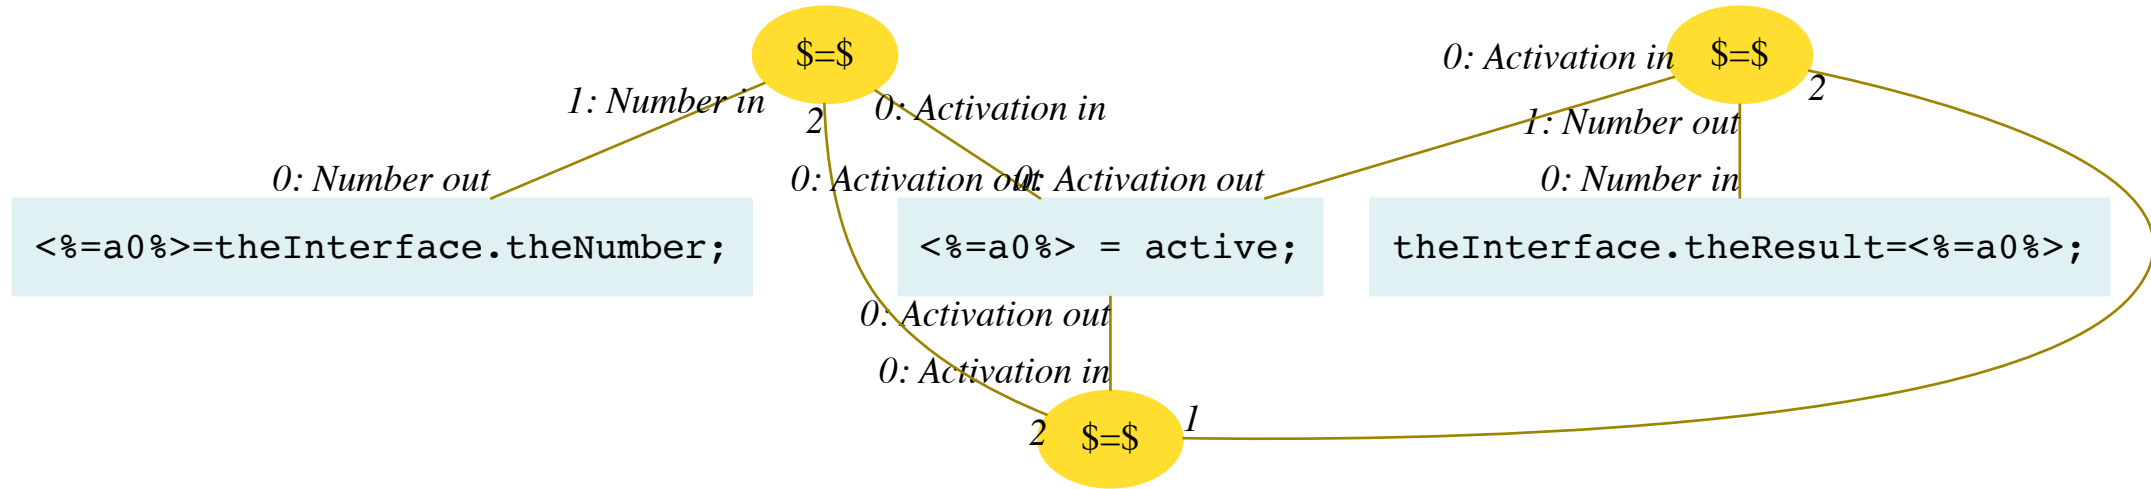 $=$
$=$
0: Activation in
1: Number in
2
0: Activation in
2
1: Number out
0: Number out
0: Activation out
0: Activation out
0: Number in
<%=a0%>=theInterface.theNumber;
<%=a0%> = active;
theInterface.theResult=<%=a0%>;
0: Activation out
0: Activation in
2
$=$
1